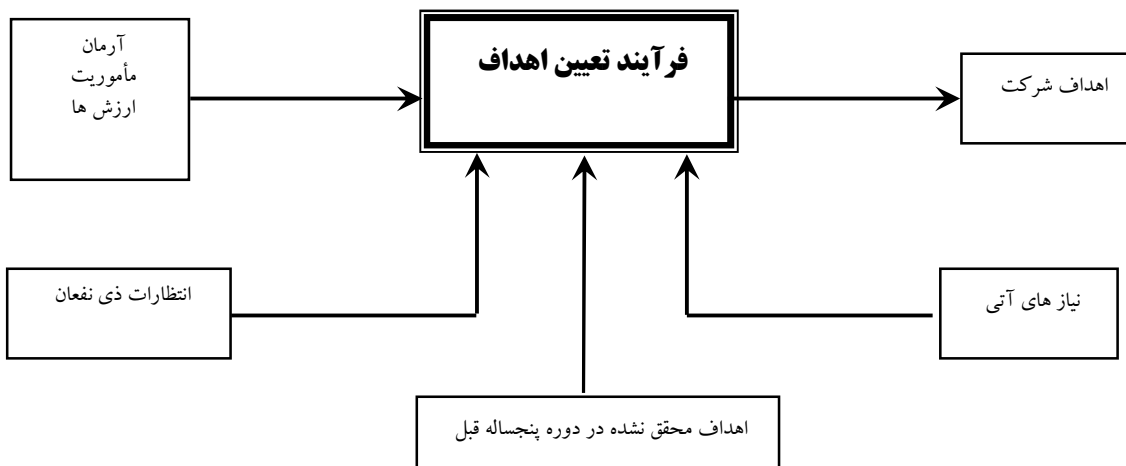 آرمان
مأموریت
ارزش ها
فرآیند تعیین اهداف
اهداف شرکت
انتظارات ذی نفعان
نیاز های آتی
اهداف محقق نشده در دوره پنجساله قبل